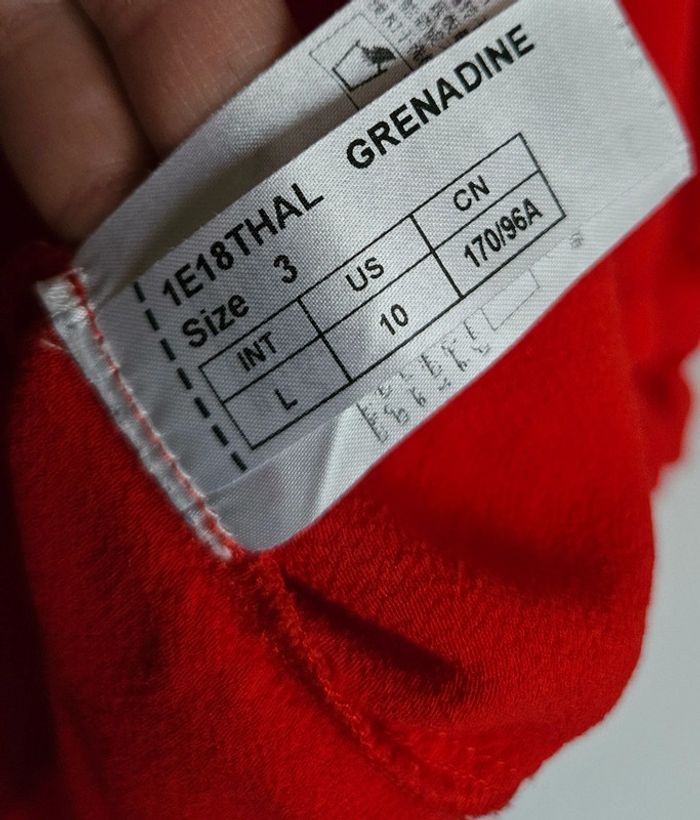 1E18THAL GRENADINE
Size 3
INT US CN
L 10 170/96A